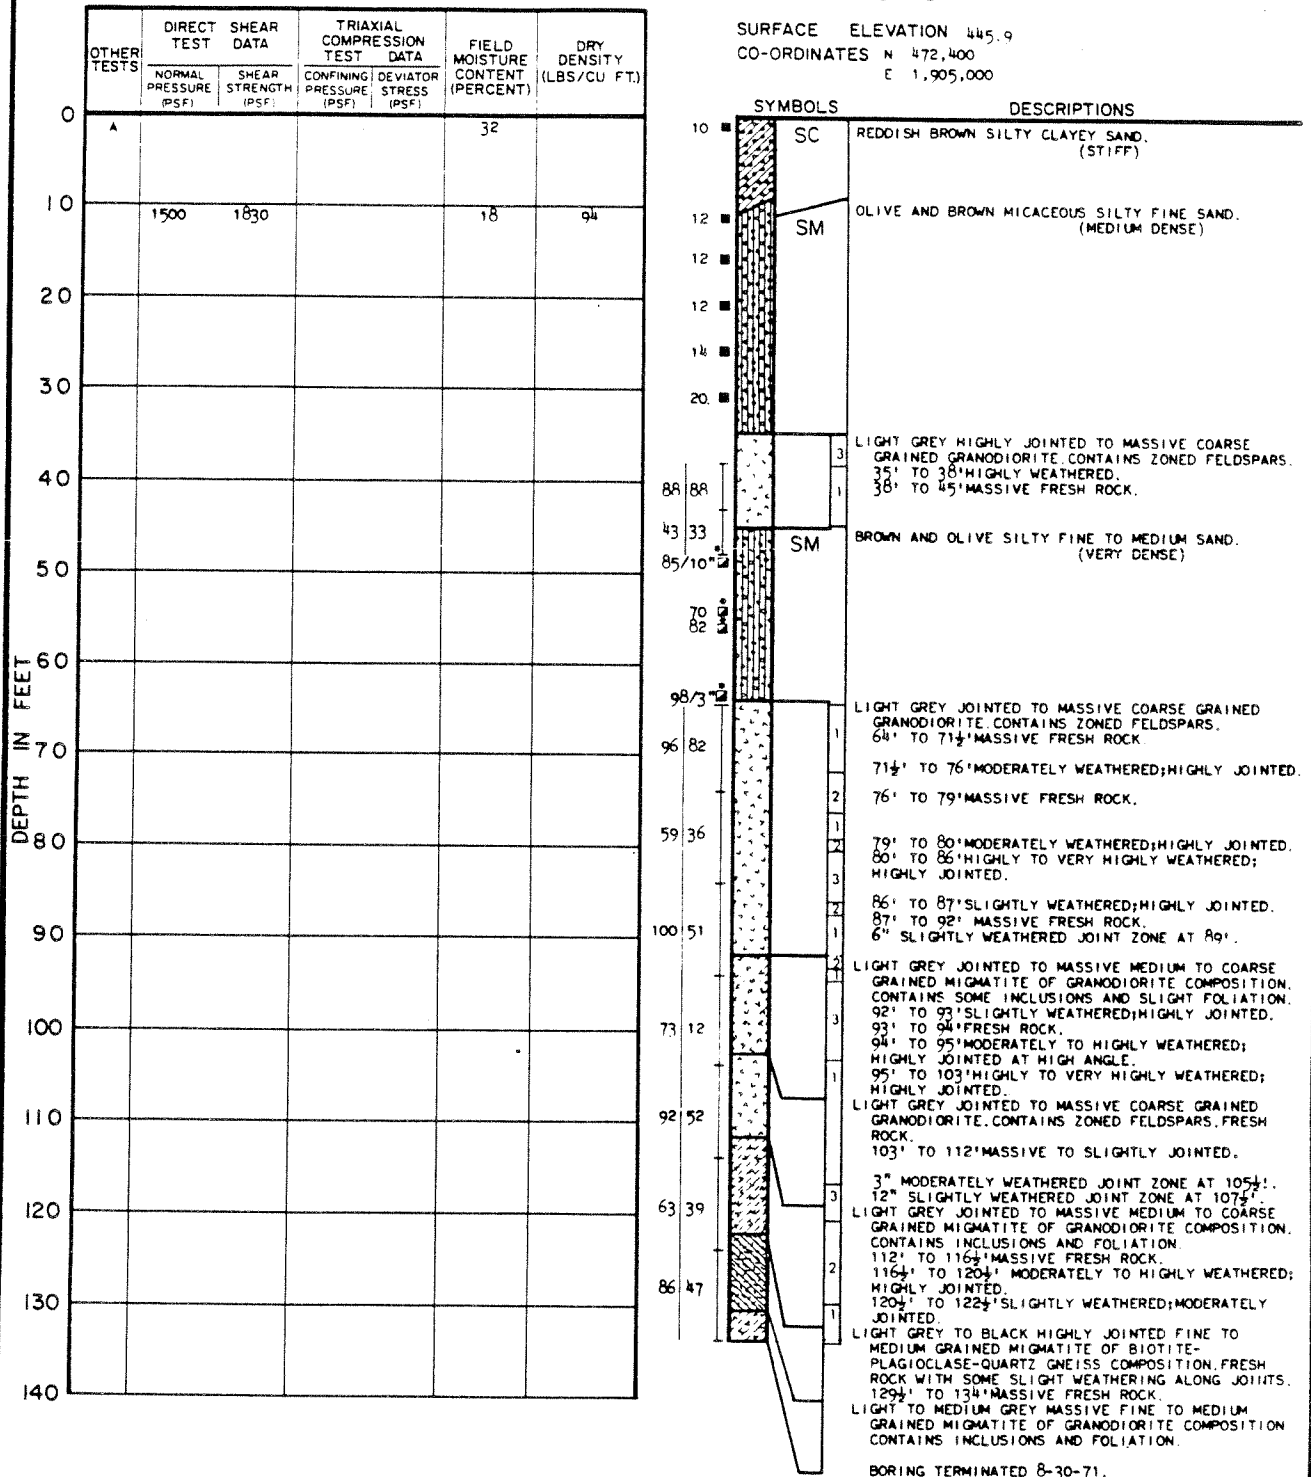 DIRECT SHEAR
TEST DATA
TRIAXIAL
COMPRESSION
TEST DATA
OTHER
TESTS
NORMAL
PRESSURE
(PSF)
SHEAR
STRENGTH
(PSF)
CONFINING
PRESSURE
(PSF)
DEVIATOR
STRESS
(PSF)
FIELD
MOISTURE
CONTENT
(PERCENT)
DRY
DENSITY
(LBS/CU FT.)
SURFACE ELEVATION 445.9
CO-ORDINATES N 472,400
E 1,905,000
SYMBOLS DESCRIPTIONS
DEPTH IN FEET
0
A 32
10
1500 1830 18 94
20
30
40
50
60
70
80
90
100
110
120
130
140
10 SC REDDISH BROWN SILTY CLAYEY SAND.
(STIFF)
12 SM OLIVE AND BROWN MICACEOUS SILTY FINE SAND.
(MEDIUM DENSE)
12
12
14
20
3 LIGHT GREY HIGHLY JOINTED TO MASSIVE COARSE
GRAINED GRANODIORITE. CONTAINS ZONED FELDSPARS.
35' TO 38' HIGHLY WEATHERED.
88 88 1 38' TO 45' MASSIVE FRESH ROCK.
43 33 SM BROWN AND OLIVE SILTY FINE TO MEDIUM SAND.
(VERY DENSE)
85/10"
70
82
98/3"
LIGHT GREY JOINTED TO MASSIVE COARSE GRAINED
GRANODIORITE. CONTAINS ZONED FELDSPARS.
1 64' TO 71½' MASSIVE FRESH ROCK
96 82
71½' TO 76' MODERATELY WEATHERED; HIGHLY JOINTED.
2 76' TO 79' MASSIVE FRESH ROCK.
1
59 36
2 79' TO 80' MODERATELY WEATHERED; HIGHLY JOINTED.
80' TO 86' HIGHLY TO VERY HIGHLY WEATHERED;
3 HIGHLY JOINTED.
2 86' TO 87' SLIGHTLY WEATHERED; HIGHLY JOINTED.
87' TO 92' MASSIVE FRESH ROCK.
100 51 1 6" SLIGHTLY WEATHERED JOINT ZONE AT 89'.
2 LIGHT GREY JOINTED TO MASSIVE MEDIUM TO COARSE
1 GRAINED MIGMATITE OF GRANODIORITE COMPOSITION.
CONTAINS SOME INCLUSIONS AND SLIGHT FOLIATION.
3 92' TO 93' SLIGHTLY WEATHERED; HIGHLY JOINTED.
73 12 93' TO 94' FRESH ROCK.
94' TO 95' MODERATELY TO HIGHLY WEATHERED;
HIGHLY JOINTED AT HIGH ANGLE.
1 95' TO 103' HIGHLY TO VERY HIGHLY WEATHERED;
HIGHLY JOINTED.
LIGHT GREY JOINTED TO MASSIVE COARSE GRAINED
92 52 GRANODIORITE. CONTAINS ZONED FELDSPARS. FRESH
ROCK.
103' TO 112' MASSIVE TO SLIGHTLY JOINTED.
3" MODERATELY WEATHERED JOINT ZONE AT 105½'.
3 12" SLIGHTLY WEATHERED JOINT ZONE AT 107½'.
63 39 LIGHT GREY JOINTED TO MASSIVE MEDIUM TO COARSE
GRAINED MIGMATITE OF GRANODIORITE COMPOSITION.
CONTAINS INCLUSIONS AND FOLIATION.
112' TO 116½' MASSIVE FRESH ROCK.
2 116½' TO 120½' MODERATELY TO HIGHLY WEATHERED;
86 47 HIGHLY JOINTED.
1 120½' TO 122½' SLIGHTLY WEATHERED; MODERATELY
JOINTED.
LIGHT GREY TO BLACK HIGHLY JOINTED FINE TO
MEDIUM GRAINED MIGMATITE OF BIOTITE-
PLAGIOCLASE-QUARTZ GNEISS COMPOSITION. FRESH
ROCK WITH SOME SLIGHT WEATHERING ALONG JOINTS.
129½' TO 134' MASSIVE FRESH ROCK.
LIGHT TO MEDIUM GREY MASSIVE FINE TO MEDIUM
GRAINED MIGMATITE OF GRANODIORITE COMPOSITION
CONTAINS INCLUSIONS AND FOLIATION.
BORING TERMINATED 8-30-71.